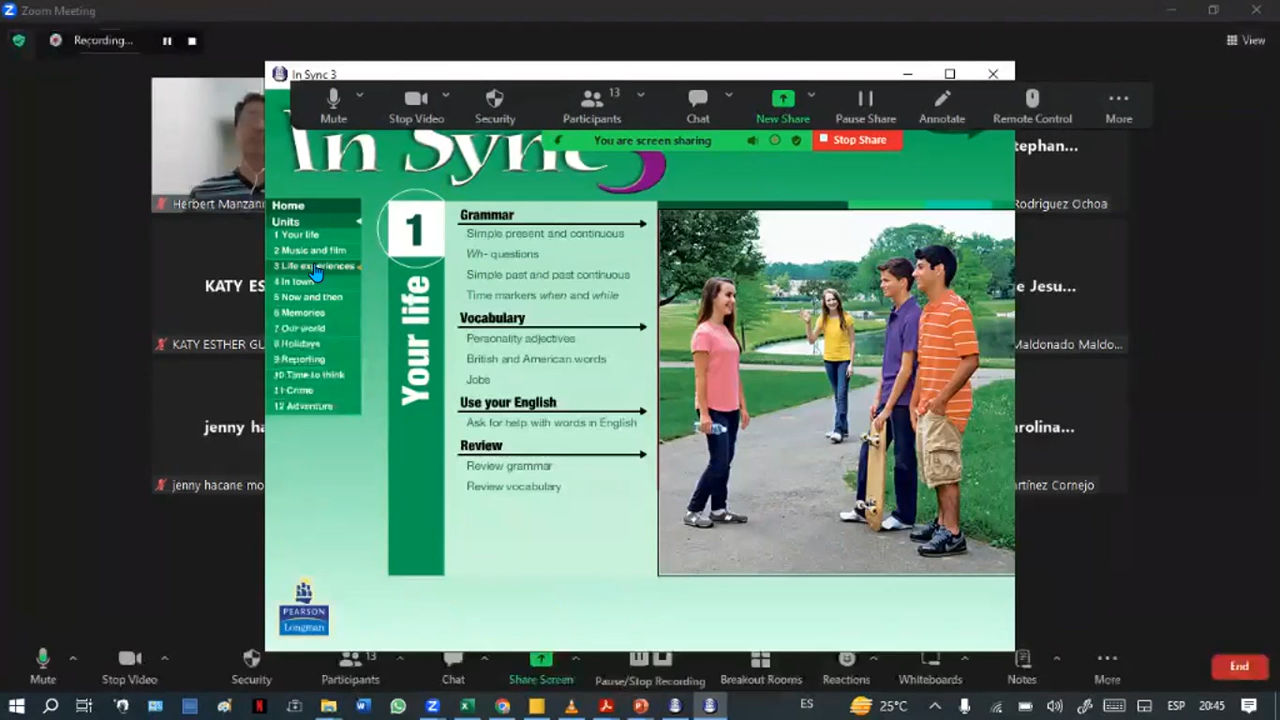 Zoom Meeting
Recording...
View
In Sync 3
Mute
Stop Video
Security
Participants
13
Chat
New Share
Pause Share
Annotate
Remote Control
More
You are screen sharing
Stop Share
In Sync 3
Home
Units
1 Your life
2 Music and film
3 Life experiences
4 In town
5 Now and then
6 Memories
7 Our world
8 Holidays
9 Reporting
10 Time to think
11 Crime
12 Adventure
1
Your life
Grammar
Simple present and continuous
Wh- questions
Simple past and past continuous
Time markers when and while
Vocabulary
Personality adjectives
British and American words
Jobs
Use your English
Ask for help with words in English
Review
Review grammar
Review vocabulary
PEARSON
Longman
Herbert Manzan
tephan...
Rodriguez Ochoa
KATY ES
e Jesu...
KATY ESTHER GU
Maldonado Maldo...
jenny ha
arolina...
jenny hacane mo
rtínez Cornejo
Mute
Stop Video
Security
Participants
13
Chat
Share Screen
Pause/Stop Recording
Breakout Rooms
Reactions
Whiteboards
Notes
More
End
ES
25°C
ESP
20:45